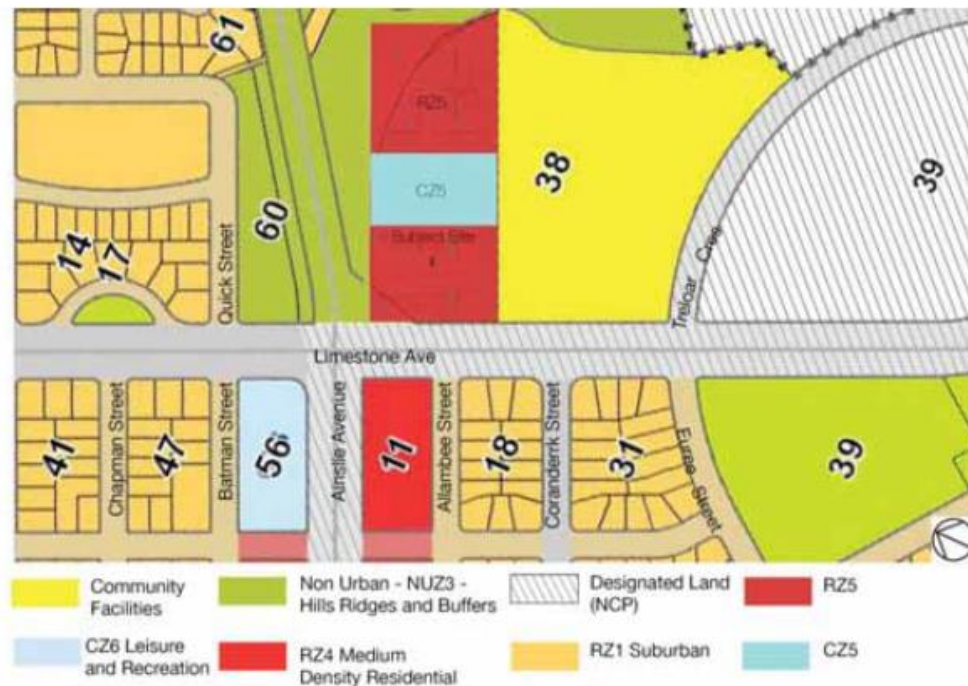 61
RZ5
38
39
60
CZ5
14
17
Quick Street
Subject Site
Treloar Cres
Limestone Ave
41
Chapman Street
47
Batman Street
56
Ainslie Avenue
11
Allambee Street
18
Coranderrk Street
31
Euree Street
39
Community
Facilities
Non Urban - NUZ3 -
Hills Ridges and Buffers
Designated Land
(NCP)
RZ5
CZ6 Leisure
and Recreation
RZ4 Medium
Density Residential
RZ1 Suburban
CZ5